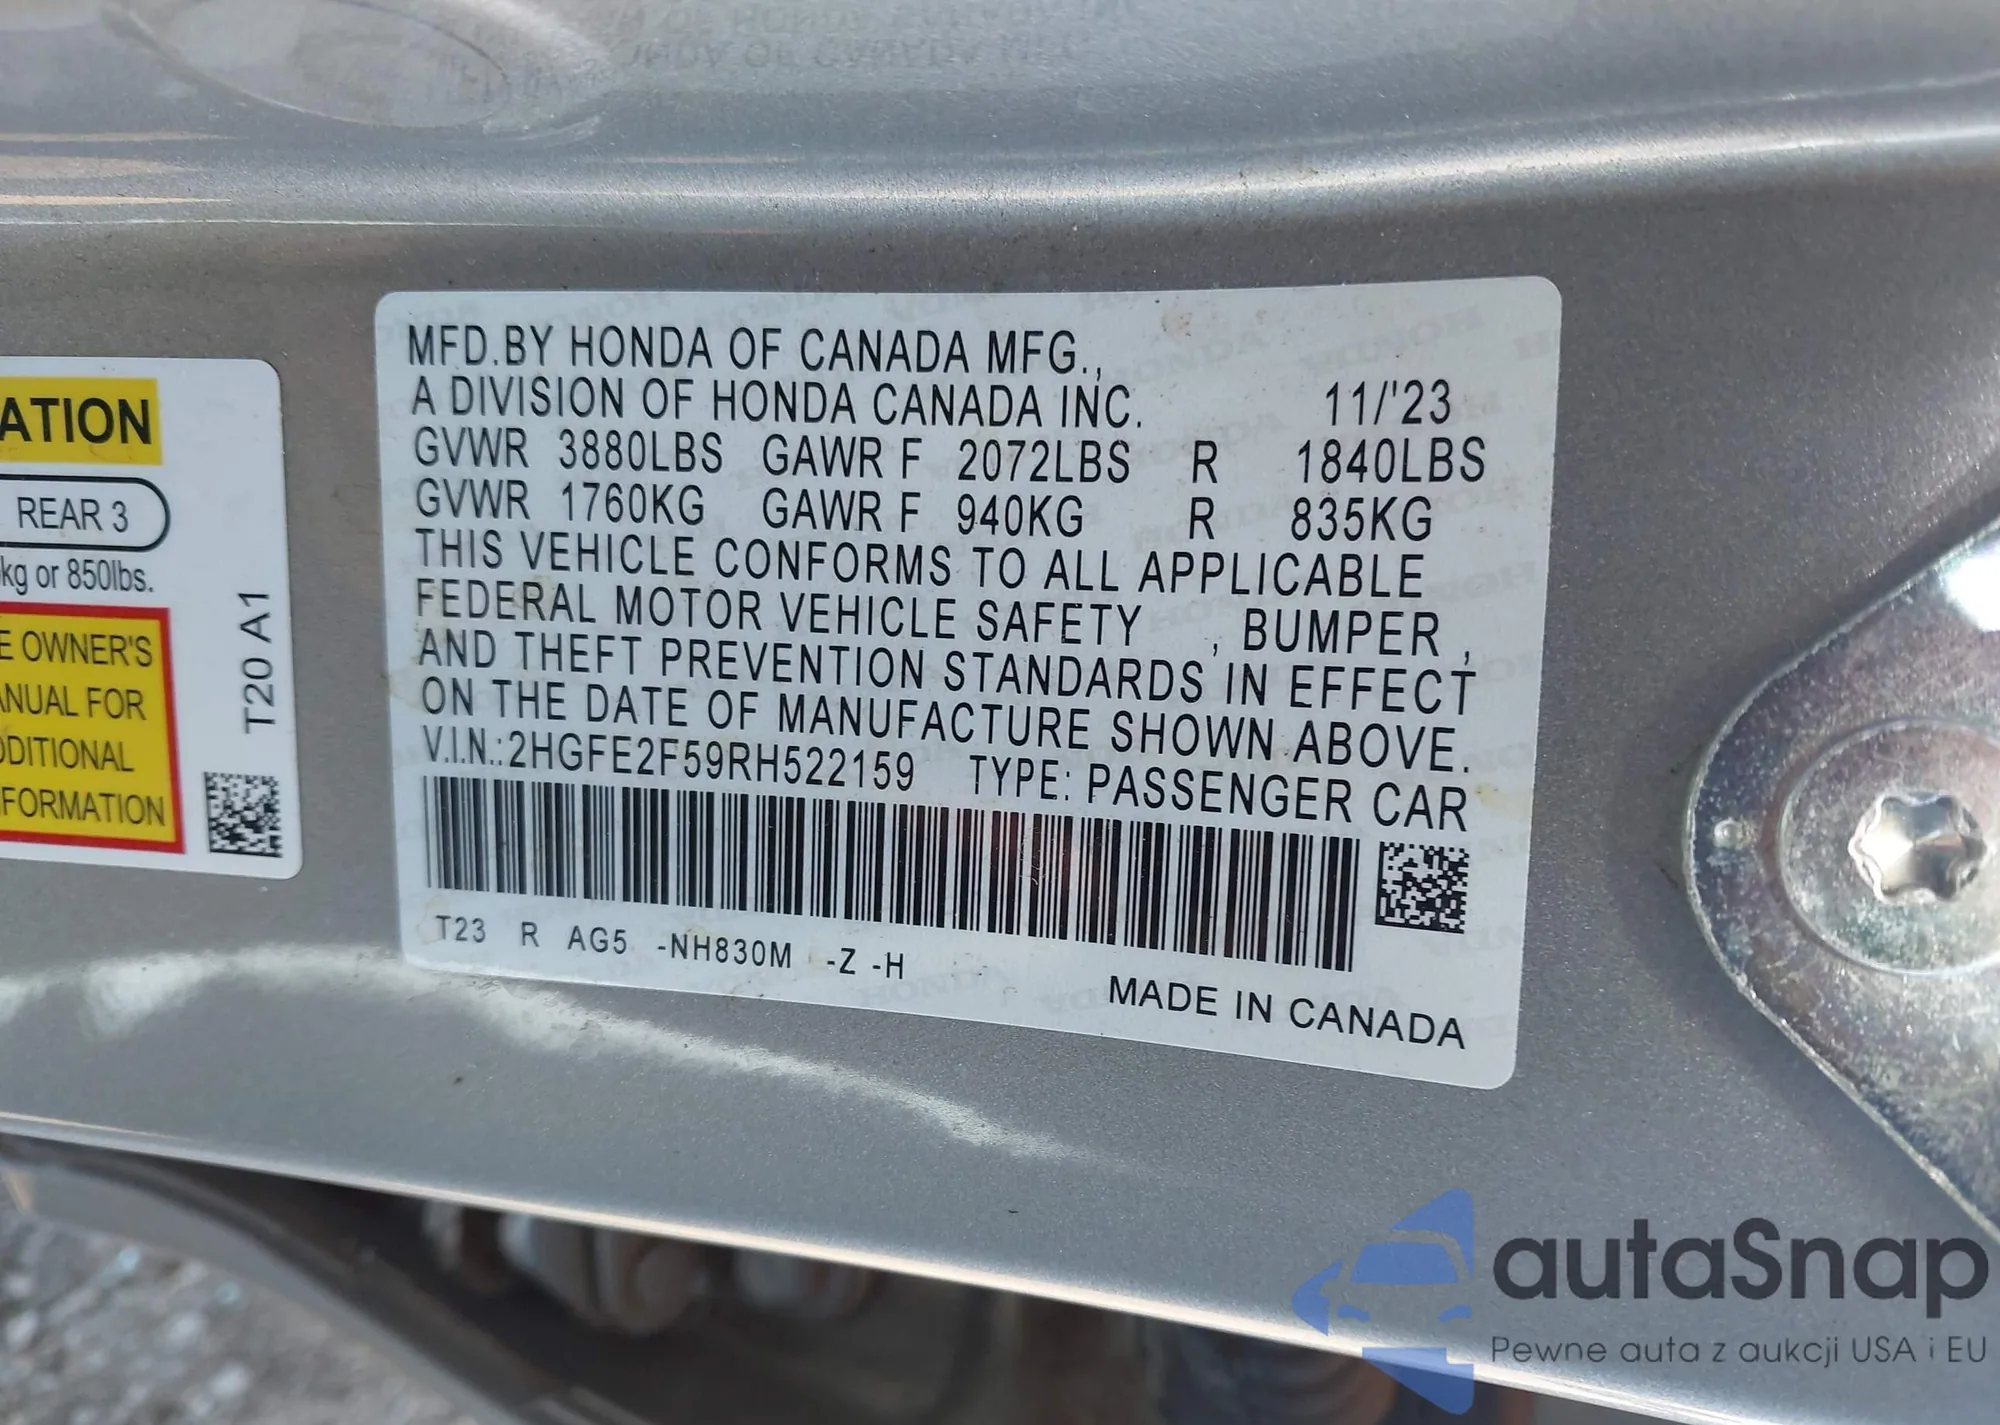 ATION
REAR 3
kg or 850lbs.
E OWNER'S
ANUAL FOR
DDITIONAL
FORMATION
T20 A1
MFD.BY HONDA OF CANADA MFG.,
A DIVISION OF HONDA CANADA INC. 11/'23
GVWR 3880LBS GAWR F 2072LBS R 1840LBS
GVWR 1760KG GAWR F 940KG R 835KG
THIS VEHICLE CONFORMS TO ALL APPLICABLE
FEDERAL MOTOR VEHICLE SAFETY , BUMPER ,
AND THEFT PREVENTION STANDARDS IN EFFECT
ON THE DATE OF MANUFACTURE SHOWN ABOVE.
V.I.N.:2HGFE2F59RH522159 TYPE: PASSENGER CAR
T23 R AG5 -NH830M -Z -H
MADE IN CANADA
autaSnap
Pewne auta z aukcji USA i EU